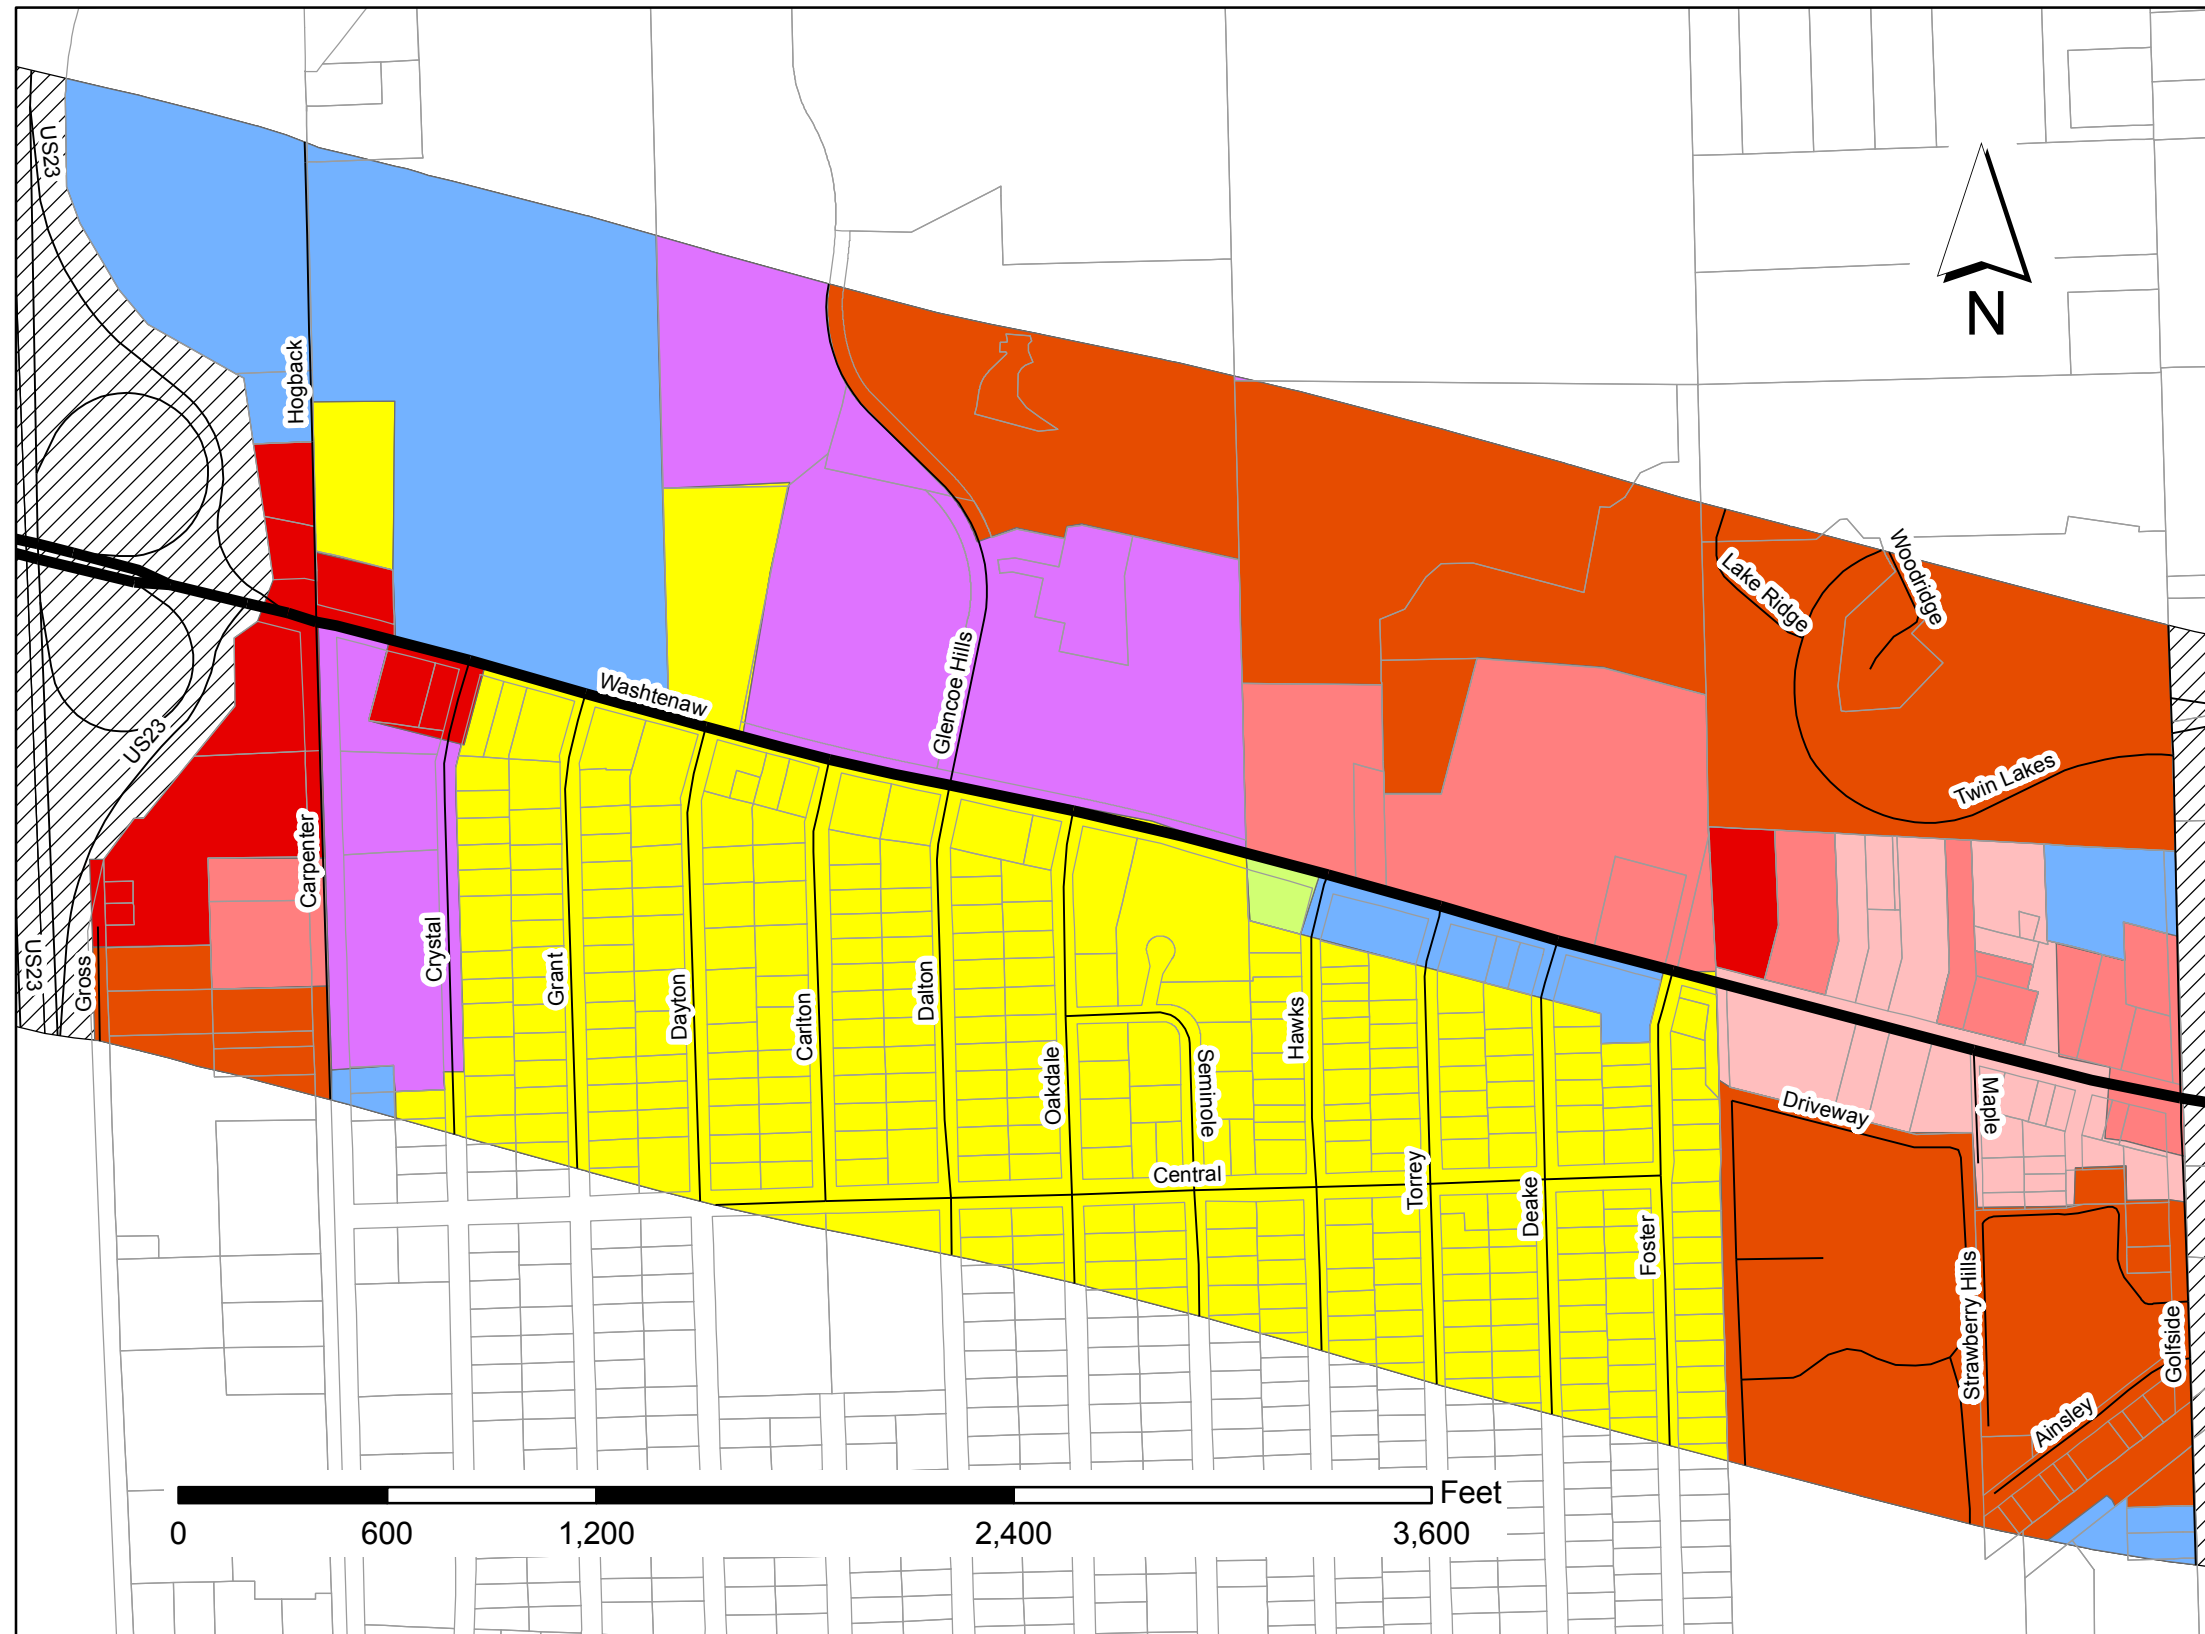 US23
N
Hogback
Woodridge
Lake Ridge
Washtenaw
Glencoe Hills
US23
Twin Lakes
Carpenter
Crystal
US23
Gross
Grant
Dayton
Carlton
Dalton
Oakdale
Seminole
Hawks
Maple
Driveway
Central
Torrey
Deake
Foster
Strawberry Hills
Golfside
Ainsley
Feet
0 600 1,200 2,400 3,600